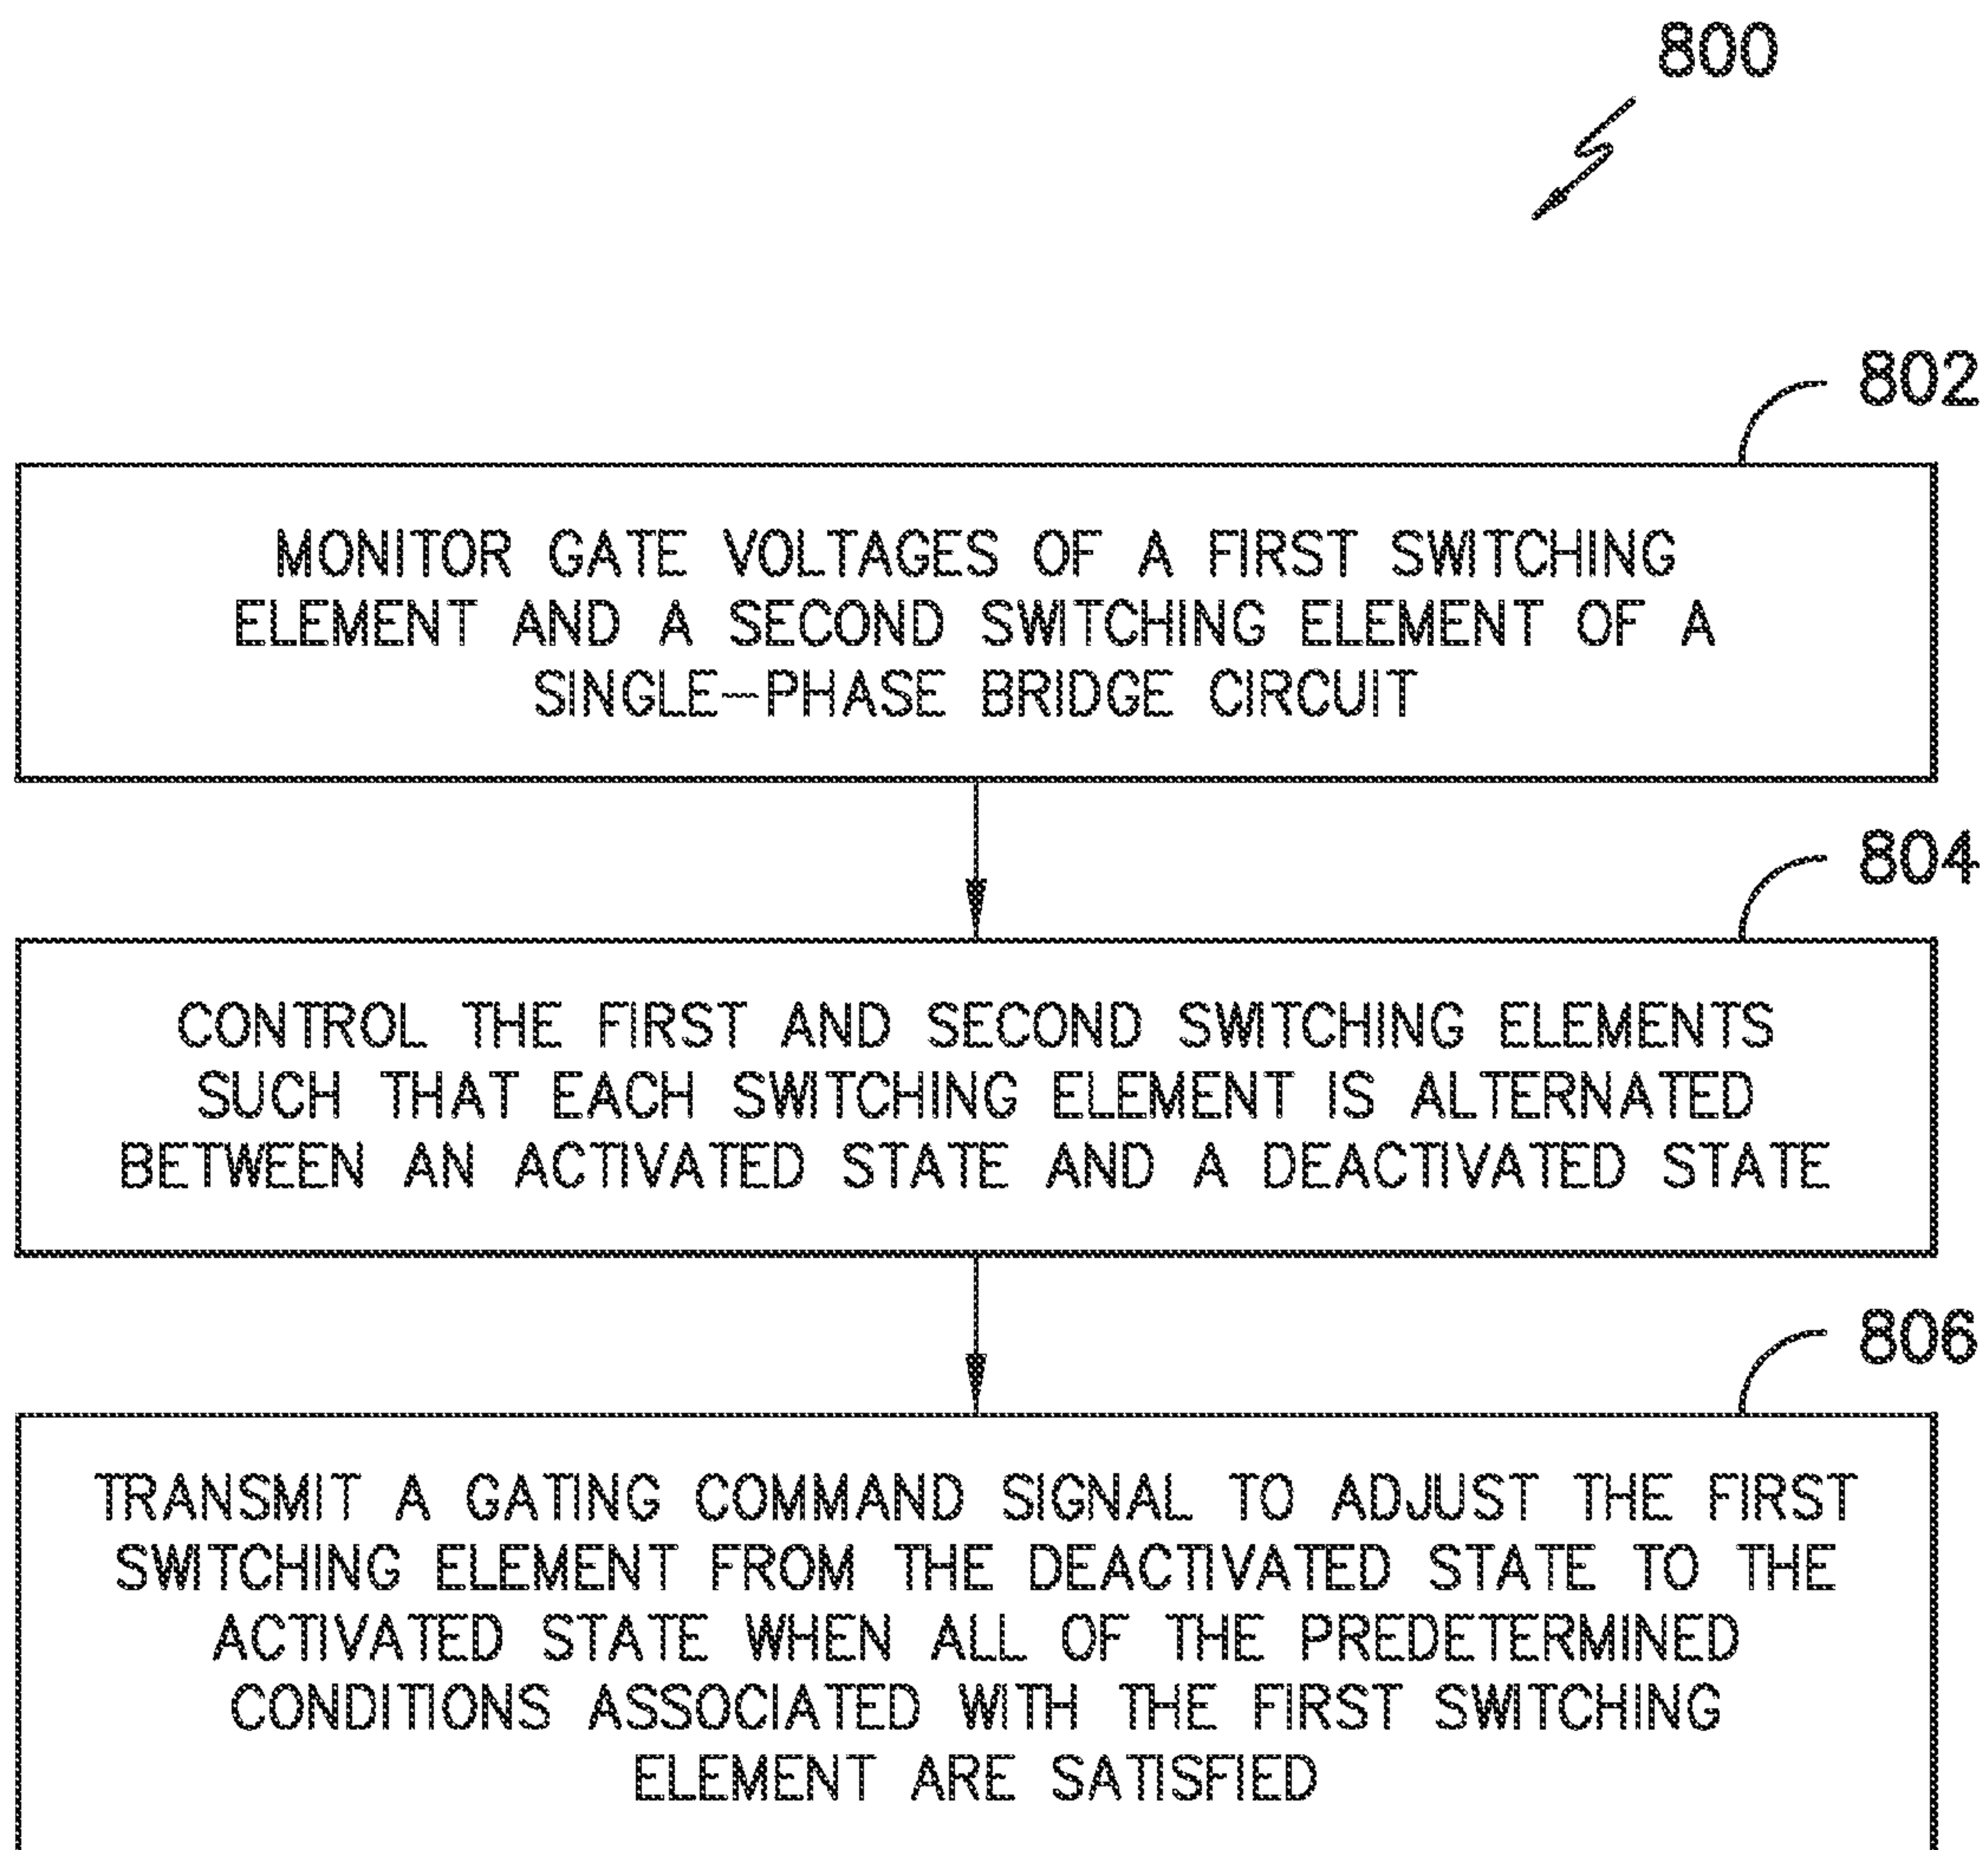 800
802
MONITOR GATE VOLTAGES OF A FIRST SWITCHING
ELEMENT AND A SECOND SWITCHING ELEMENT OF A
SINGLE-PHASE BRIDGE CIRCUIT
804
CONTROL THE FIRST AND SECOND SWITCHING ELEMENTS
SUCH THAT EACH SWITCHING ELEMENT IS ALTERNATED
BETWEEN AN ACTIVATED STATE AND A DEACTIVATED STATE
806
TRANSMIT A GATING COMMAND SIGNAL TO ADJUST THE FIRST
SWITCHING ELEMENT FROM THE DEACTIVATED STATE TO THE
ACTIVATED STATE WHEN ALL OF THE PREDETERMINED
CONDITIONS ASSOCIATED WITH THE FIRST SWITCHING
ELEMENT ARE SATISFIED